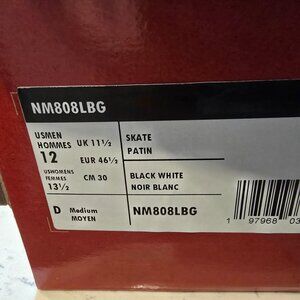 NM808LBG
USMEN
HOMMES
12
UK 11½
EUR 46½
USWOMENS
FEMMES
13½
CM 30
SKATE
PATIN
BLACK WHITE
NOIR BLANC
D Medium
MOYEN
NM808LBG
1 97968 03